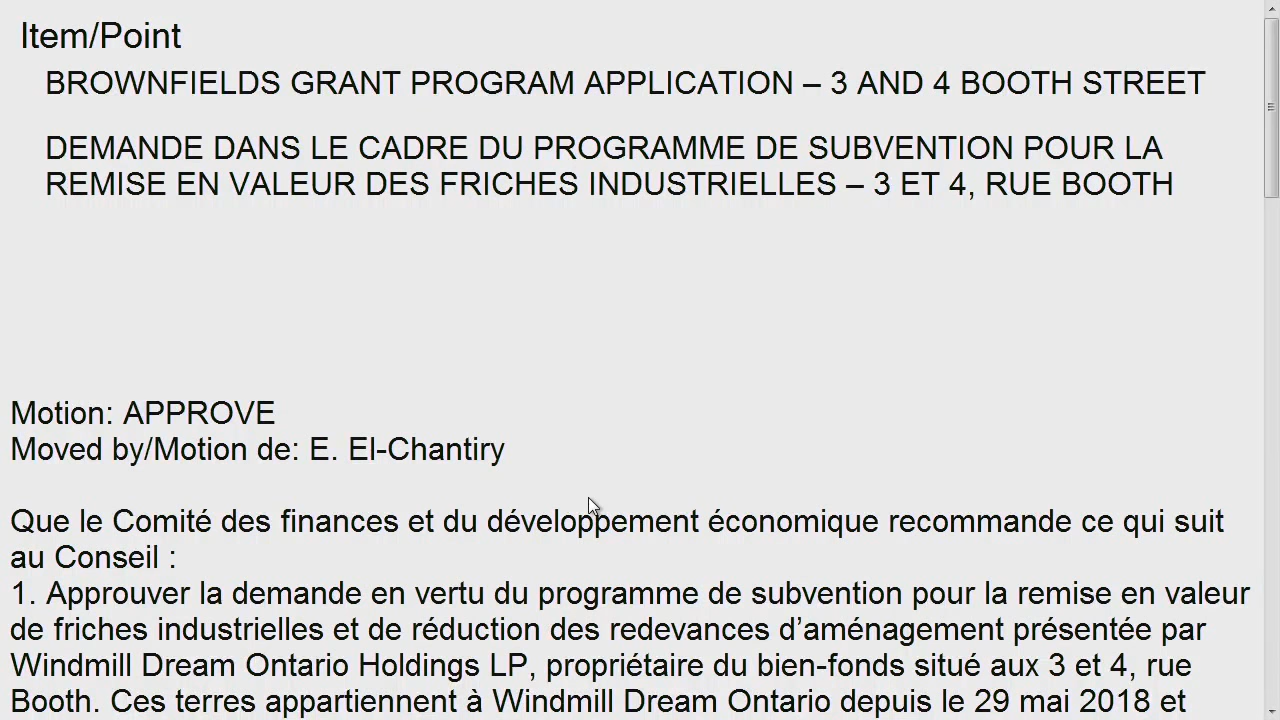 Item/Point
BROWNFIELDS GRANT PROGRAM APPLICATION – 3 AND 4 BOOTH STREET
DEMANDE DANS LE CADRE DU PROGRAMME DE SUBVENTION POUR LA
REMISE EN VALEUR DES FRICHES INDUSTRIELLES – 3 ET 4, RUE BOOTH
Motion: APPROVE
Moved by/Motion de: E. El-Chantiry
Que le Comité des finances et du développement économique recommande ce qui suit
au Conseil :
1. Approuver la demande en vertu du programme de subvention pour la remise en valeur
de friches industrielles et de réduction des redevances d’aménagement présentée par
Windmill Dream Ontario Holdings LP, propriétaire du bien-fonds situé aux 3 et 4, rue
Booth. Ces terres appartiennent à Windmill Dream Ontario depuis le 29 mai 2018 et